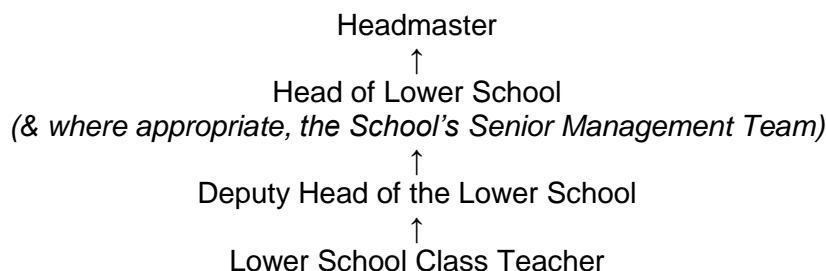 Headmaster
↑
Head of Lower School
(& where appropriate, the School's Senior Management Team)
↑
Deputy Head of the Lower School
↑
Lower School Class Teacher